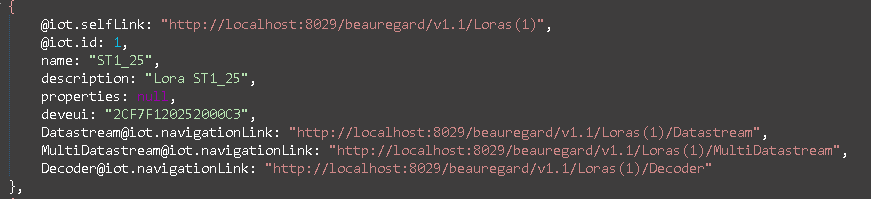 {
@iot.selfLink: "http://localhost:8029/beauregard/v1.1/Loras(1)",
@iot.id: 1,
name: "ST1_25",
description: "Lora ST1_25",
properties: null,
deveui: "2CF7F120252000C3",
Datastream@iot.navigationLink: "http://localhost:8029/beauregard/v1.1/Loras(1)/Datastream",
MultiDatastream@iot.navigationLink: "http://localhost:8029/beauregard/v1.1/Loras(1)/MultiDatastream",
Decoder@iot.navigationLink: "http://localhost:8029/beauregard/v1.1/Loras(1)/Decoder"
},